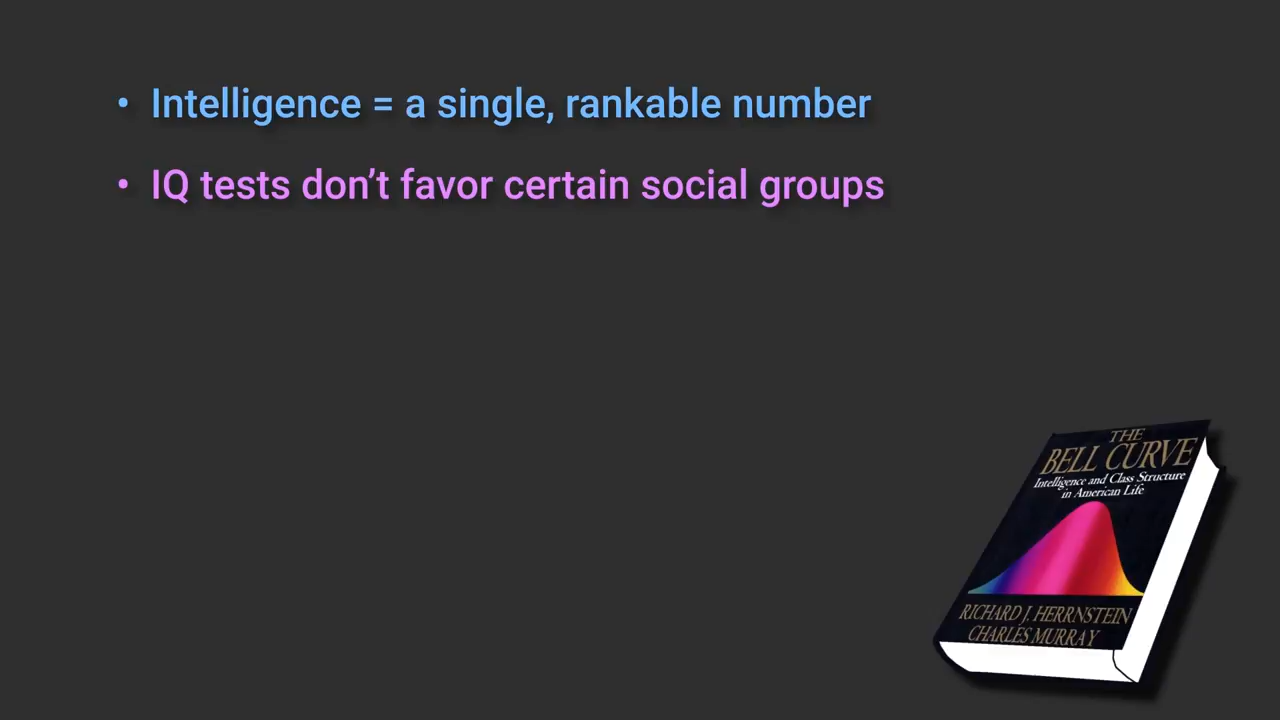 • Intelligence = a single, rankable number
• IQ tests don’t favor certain social groups
THE
BELL CURVE
Intelligence and Class Structure
in American Life
RICHARD J. HERRNSTEIN
CHARLES MURRAY